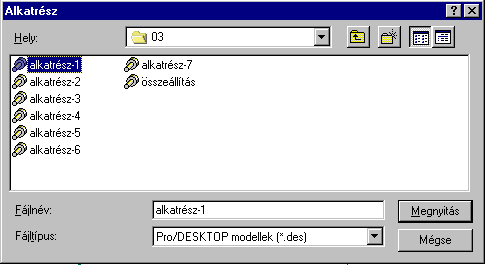 Alkatrész
Hely: 03
alkatrész-1 alkatrész-7
alkatrész-2 összeállítás
alkatrész-3
alkatrész-4
alkatrész-5
alkatrész-6
Fájlnév: alkatrész-1 Megnyitás
Fájltípus: Pro/DESKTOP modellek (*.des) Mégse